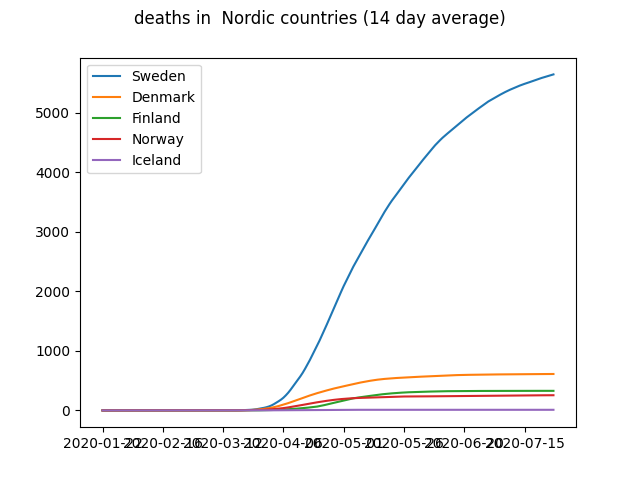 deaths in  Nordic countries (14 day average)
Sweden
Denmark
Finland
Norway
Iceland
5000
4000
3000
2000
1000
0
2020-01-22 2020-02-16 2020-03-12 2020-04-06 2020-05-01 2020-05-26 2020-06-20 2020-07-15